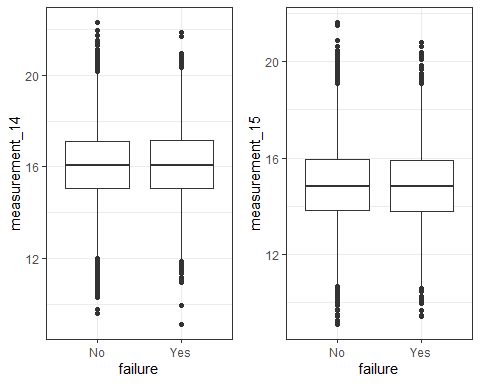 measurement_14
20
16
12
No
Yes
failure
measurement_15
20
16
12
No
Yes
failure